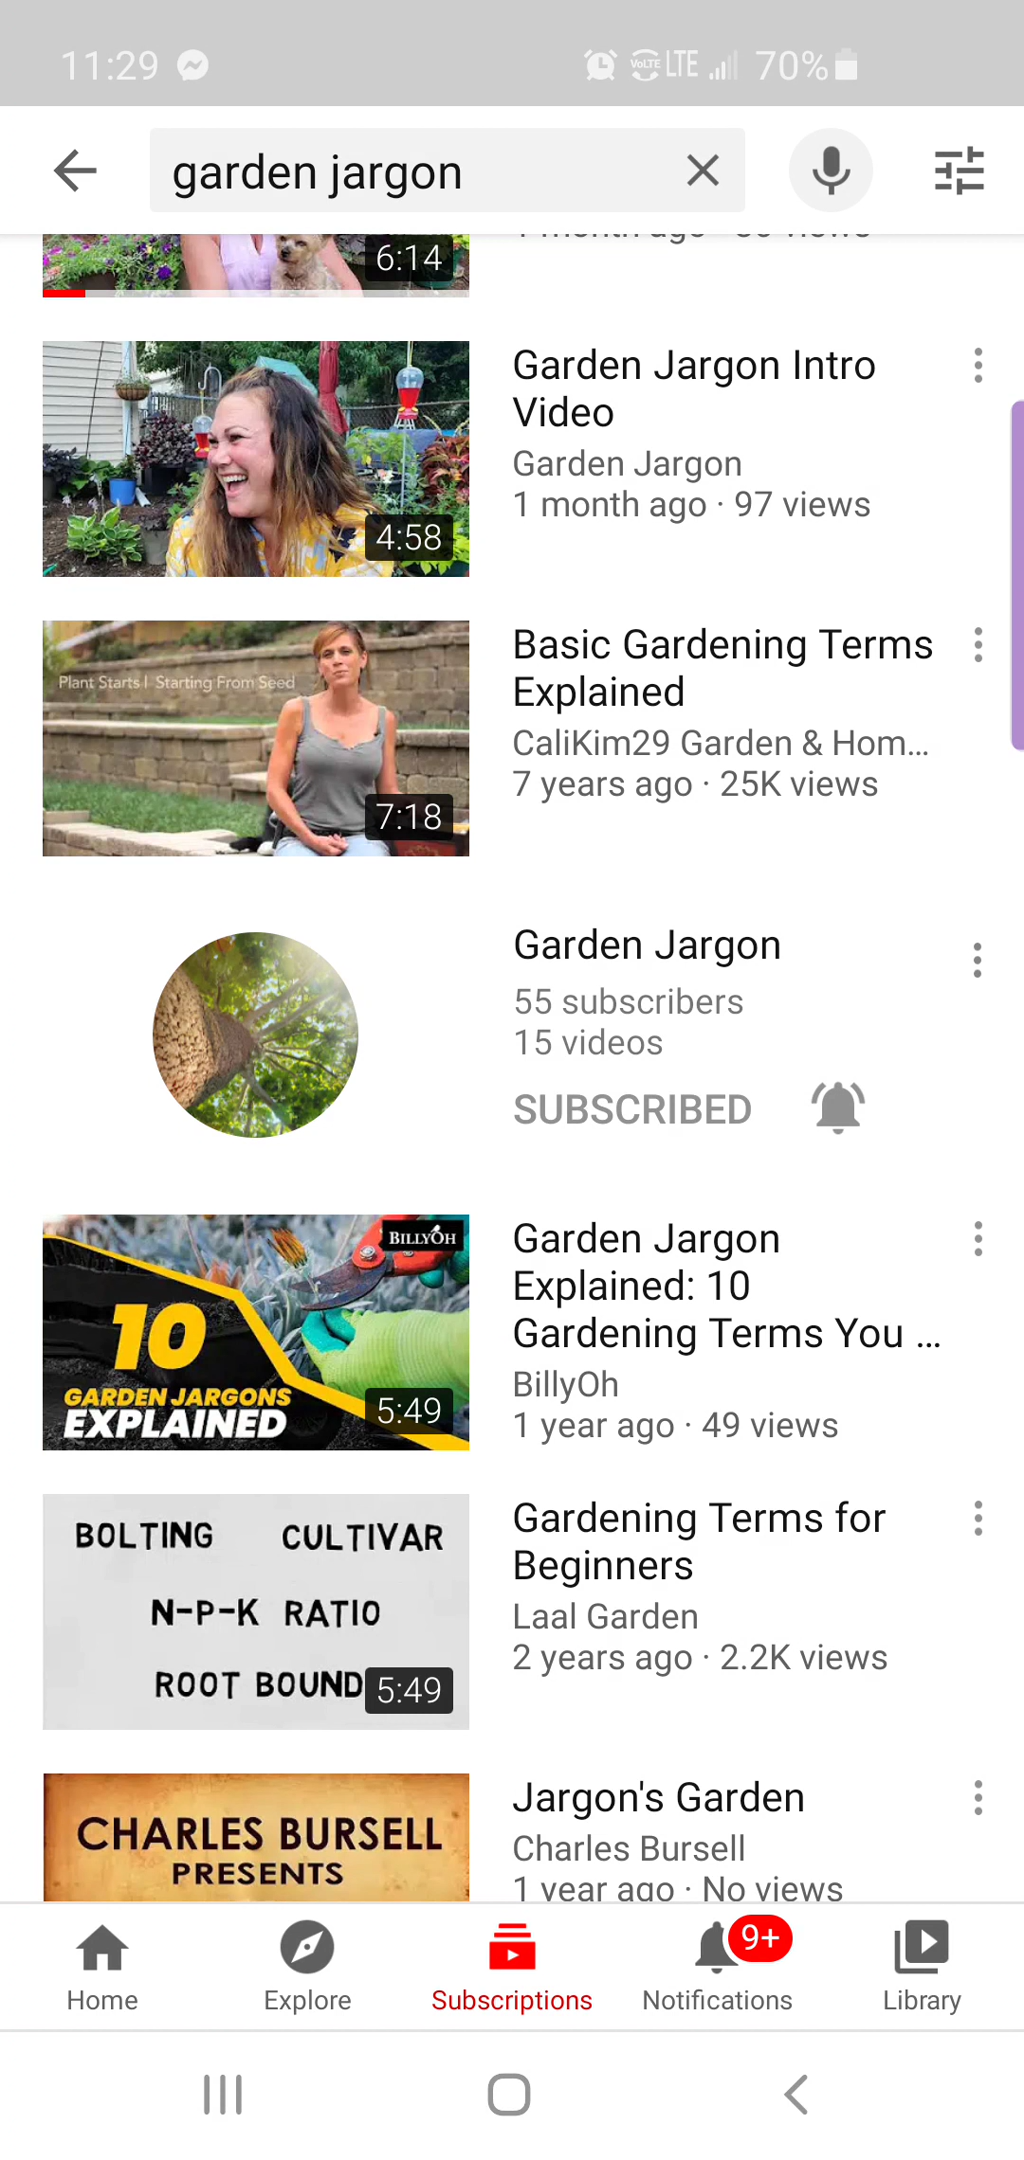 11:29 VoLTE LTE 70%
garden jargon
6:14
1 month ago
Garden Jargon Intro
Video
Garden Jargon
1 month ago · 97 views
4:58
Plant Starts | Starting From Seed
7:18
Basic Gardening Terms
Explained
CaliKim29 Garden & Hom...
7 years ago · 25K views
Garden Jargon
55 subscribers
15 videos
SUBSCRIBED
BILLYOH
10
GARDEN JARGONS
EXPLAINED
5:49
Garden Jargon
Explained: 10
Gardening Terms You ...
BillyOh
1 year ago · 49 views
BOLTING CULTIVAR
N-P-K RATIO
ROOT BOUND
5:49
Gardening Terms for
Beginners
Laal Garden
2 years ago · 2.2K views
CHARLES BURSELL
PRESENTS
Jargon's Garden
Charles Bursell
1 year ago · No views
9+
Home Explore Subscriptions Notifications Library